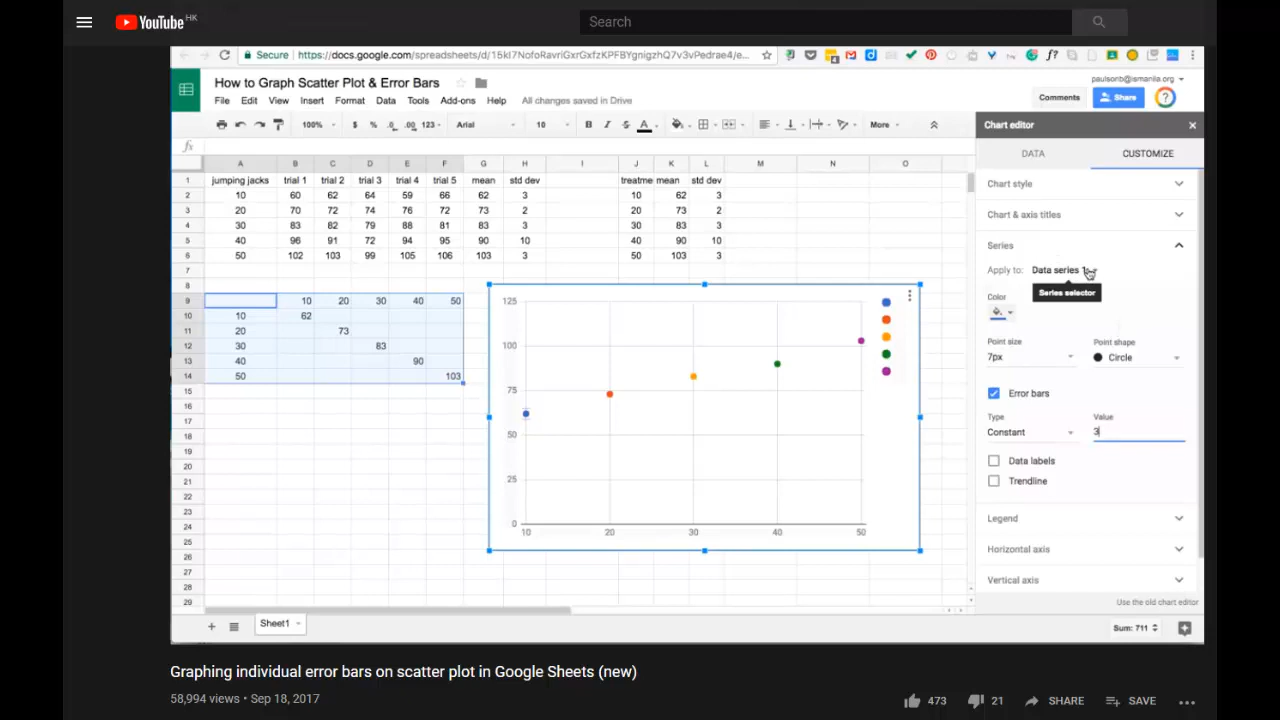 YouTube HK
Search
Secure https://docs.google.com/spreadsheets/d/15kI7NofoRavrlGxrGxfzKPFBYgnigzhQ7v3vPedrae4/e...
How to Graph Scatter Plot & Error Bars
paulsonb@ismanila.org
File Edit View Insert Format Data Tools Add-ons Help All changes saved in Drive
Comments Share
100% $ % .0 .00 123 Arial 10 B I S A More
fx
Chart editor
DATA CUSTOMIZE
A B C D E F G H I J K L M N O
1 jumping jacks trial 1 trial 2 trial 3 trial 4 trial 5 mean std dev treatme mean std dev
2 10 60 62 64 59 66 62 3 10 62 3
3 20 70 72 74 76 72 73 2 20 73 2
4 30 83 82 79 88 81 83 3 30 83 3
5 40 96 91 72 94 95 90 10 40 90 10
6 50 102 103 99 105 106 103 3 50 103 3
7
8
9 10 20 30 40 50
10 10 62
11 20 73
12 30 83
13 40 90
14 50 103
15
16
17
18
19
20
21
22
23
24
25
26
27
28
29
125
100
75
50
25
0
10 20 30 40 50
Chart style
Chart & axis titles
Series
Apply to: Data series 1
Series selector
Color
Point size Point shape
7px Circle
Error bars
Type Value
Constant 3
Data labels
Trendline
Legend
Horizontal axis
Vertical axis
Use the old chart editor
Sheet1
Sum: 711
Graphing individual error bars on scatter plot in Google Sheets (new)
58,994 views • Sep 18, 2017
473 21 SHARE SAVE